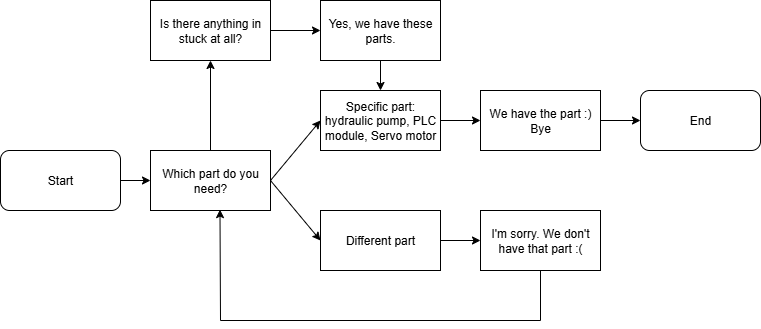 Is there anything in
stuck at all?
Yes, we have these
parts.
Specific part:
hydraulic pump, PLC
module, Servo motor
We have the part :)
Bye
End
Start
Which part do you
need?
Different part
I'm sorry. We don't
have that part :(